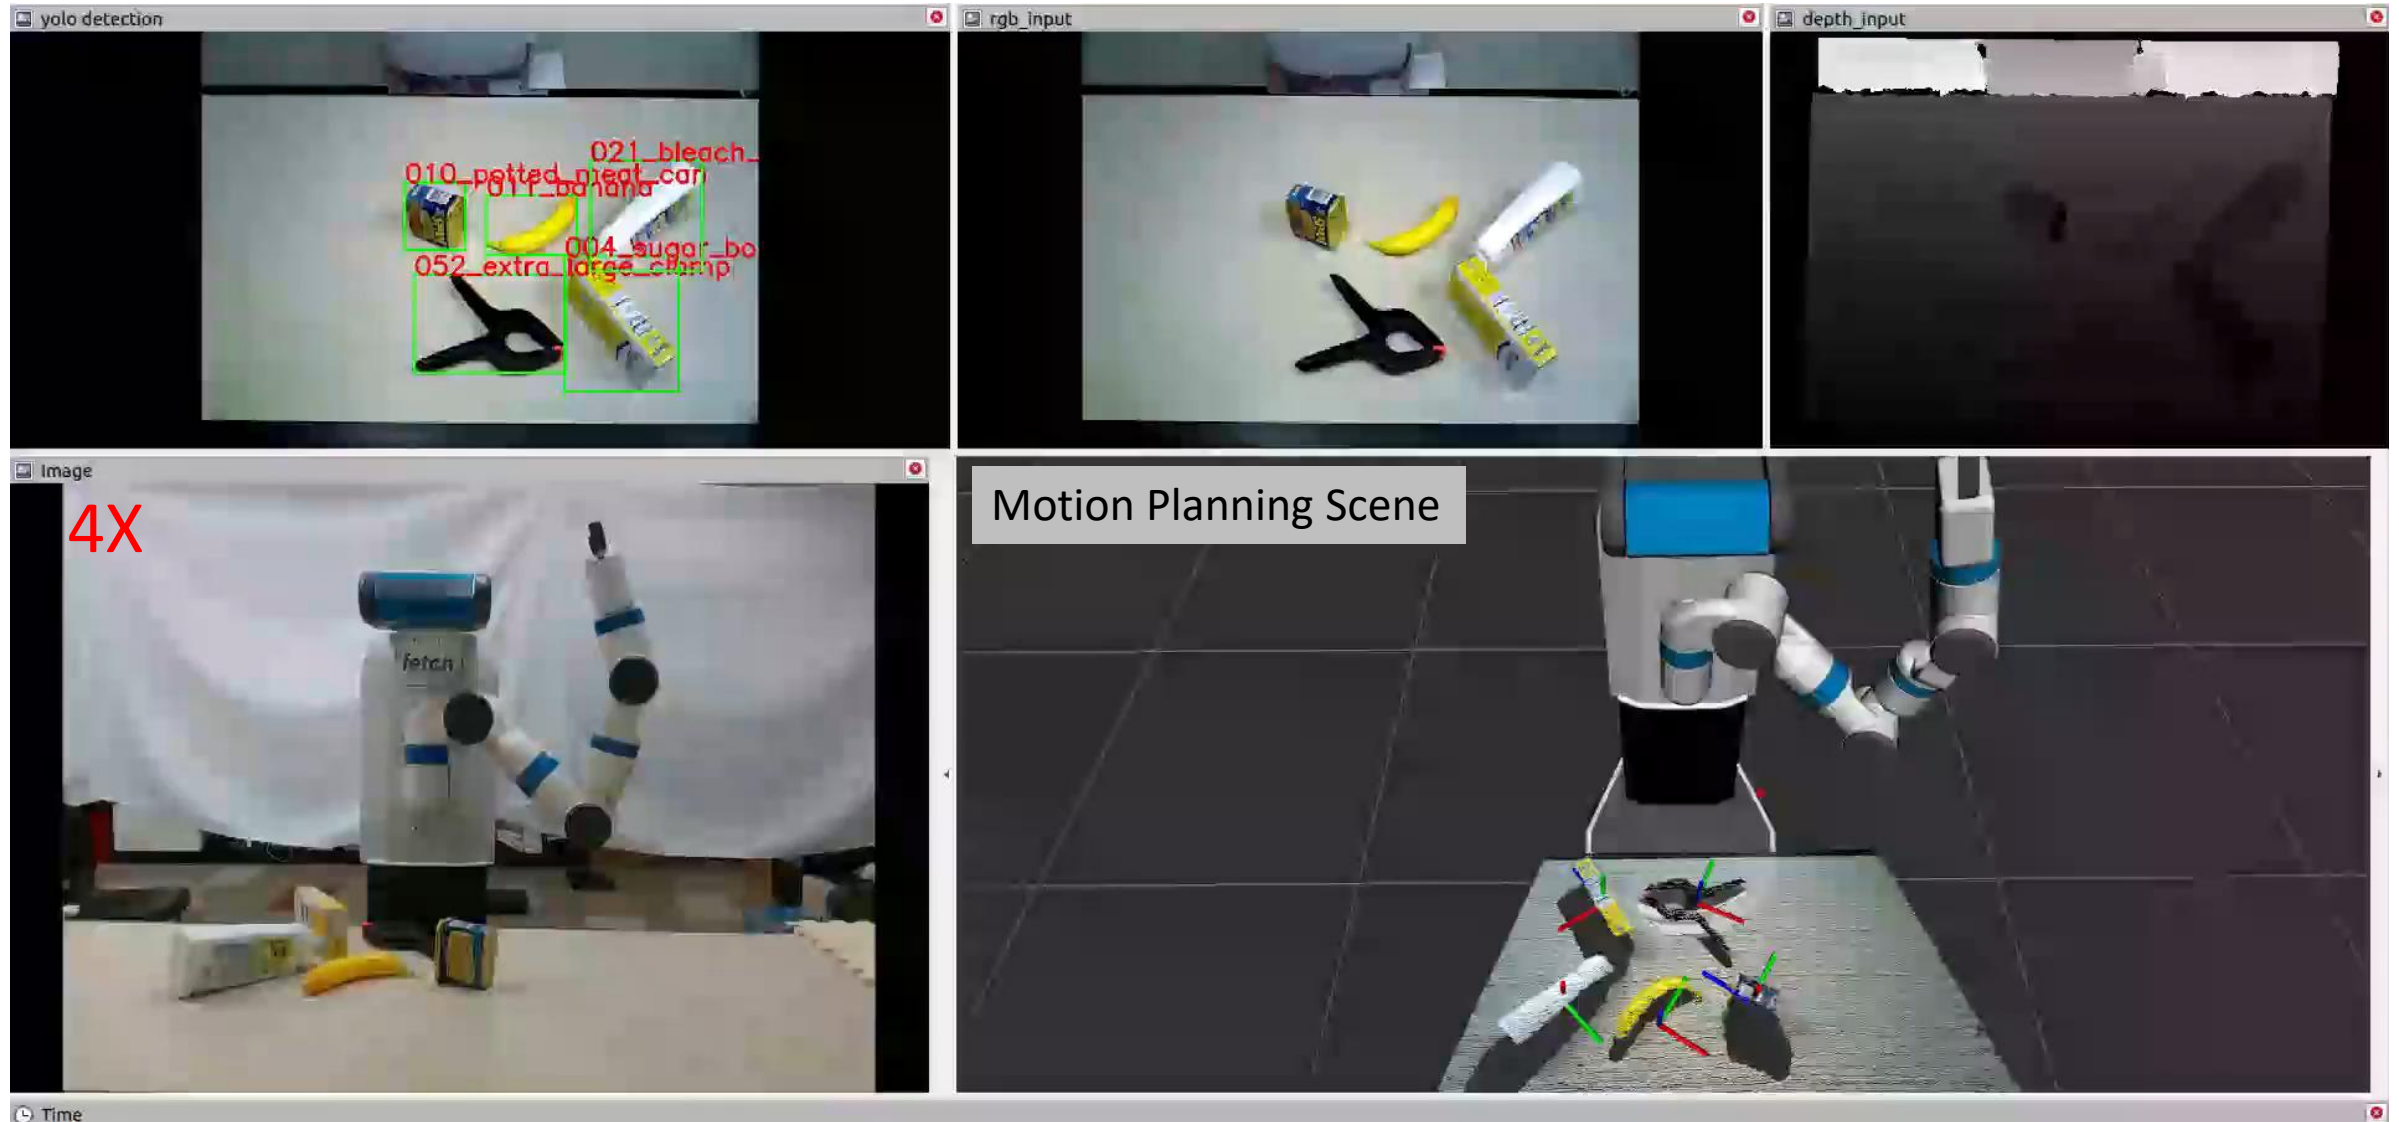 yolo detection
rgb_input
depth_input
021_bleach_
010_potted_meat_can
011_banana
004_sugar_bo
052_extra_large_clamp
Image
4X
Motion Planning Scene
fetch
Time